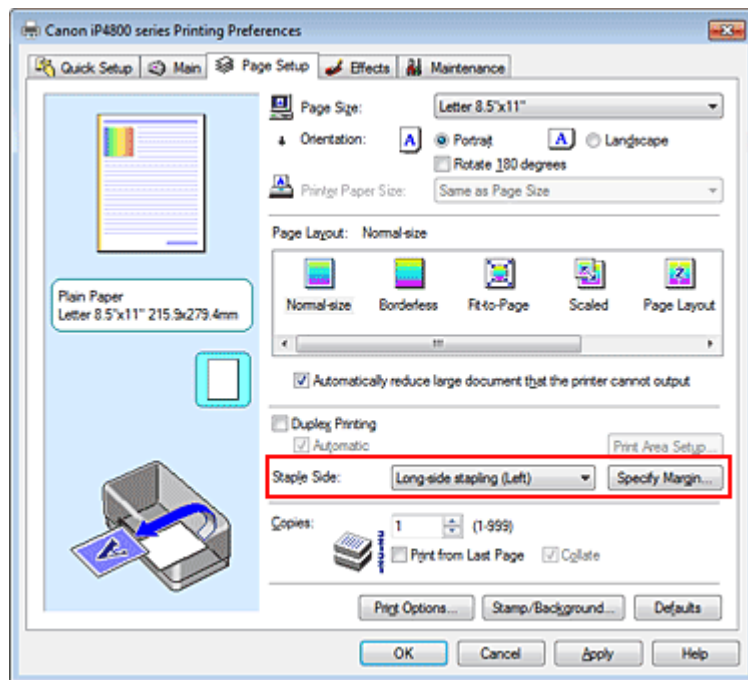 Canon iP4800 series Printing Preferences
Quick Setup Main Page Setup Effects Maintenance
Page Size: Letter 8.5"x11"
Orientation: A Portrait A Landscape
Rotate 180 degrees
Printer Paper Size: Same as Page Size
Page Layout: Normal-size
Normal-size Borderless Fit-to-Page Scaled Page Layout
Plain Paper
Letter 8.5"x11" 215.9x279.4mm
Automatically reduce large document that the printer cannot output
Duplex Printing
Automatic Print Area Setup...
Staple Side: Long-side stapling (Left) Specify Margin...
Copies: 1 (1-999)
Print from Last Page Collate
Print Options... Stamp/Background... Defaults
OK Cancel Apply Help